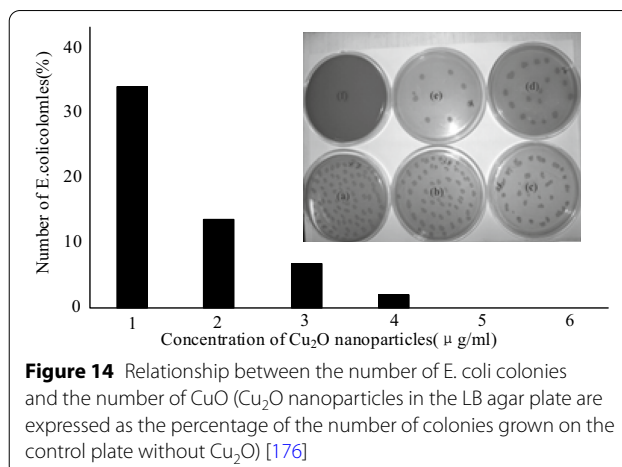 40
30
20
10
0
Number of E.colicolomles(%)
(f)
(e)
(d)
(a)
(b)
(c)
1 2 3 4 5 6
Concentration of Cu₂O nanoparticles( μ g/ml)
Figure 14 Relationship between the number of E. coli colonies
and the number of CuO (Cu₂O nanoparticles in the LB agar plate are
expressed as the percentage of the number of colonies grown on the
control plate without Cu₂O) [176]